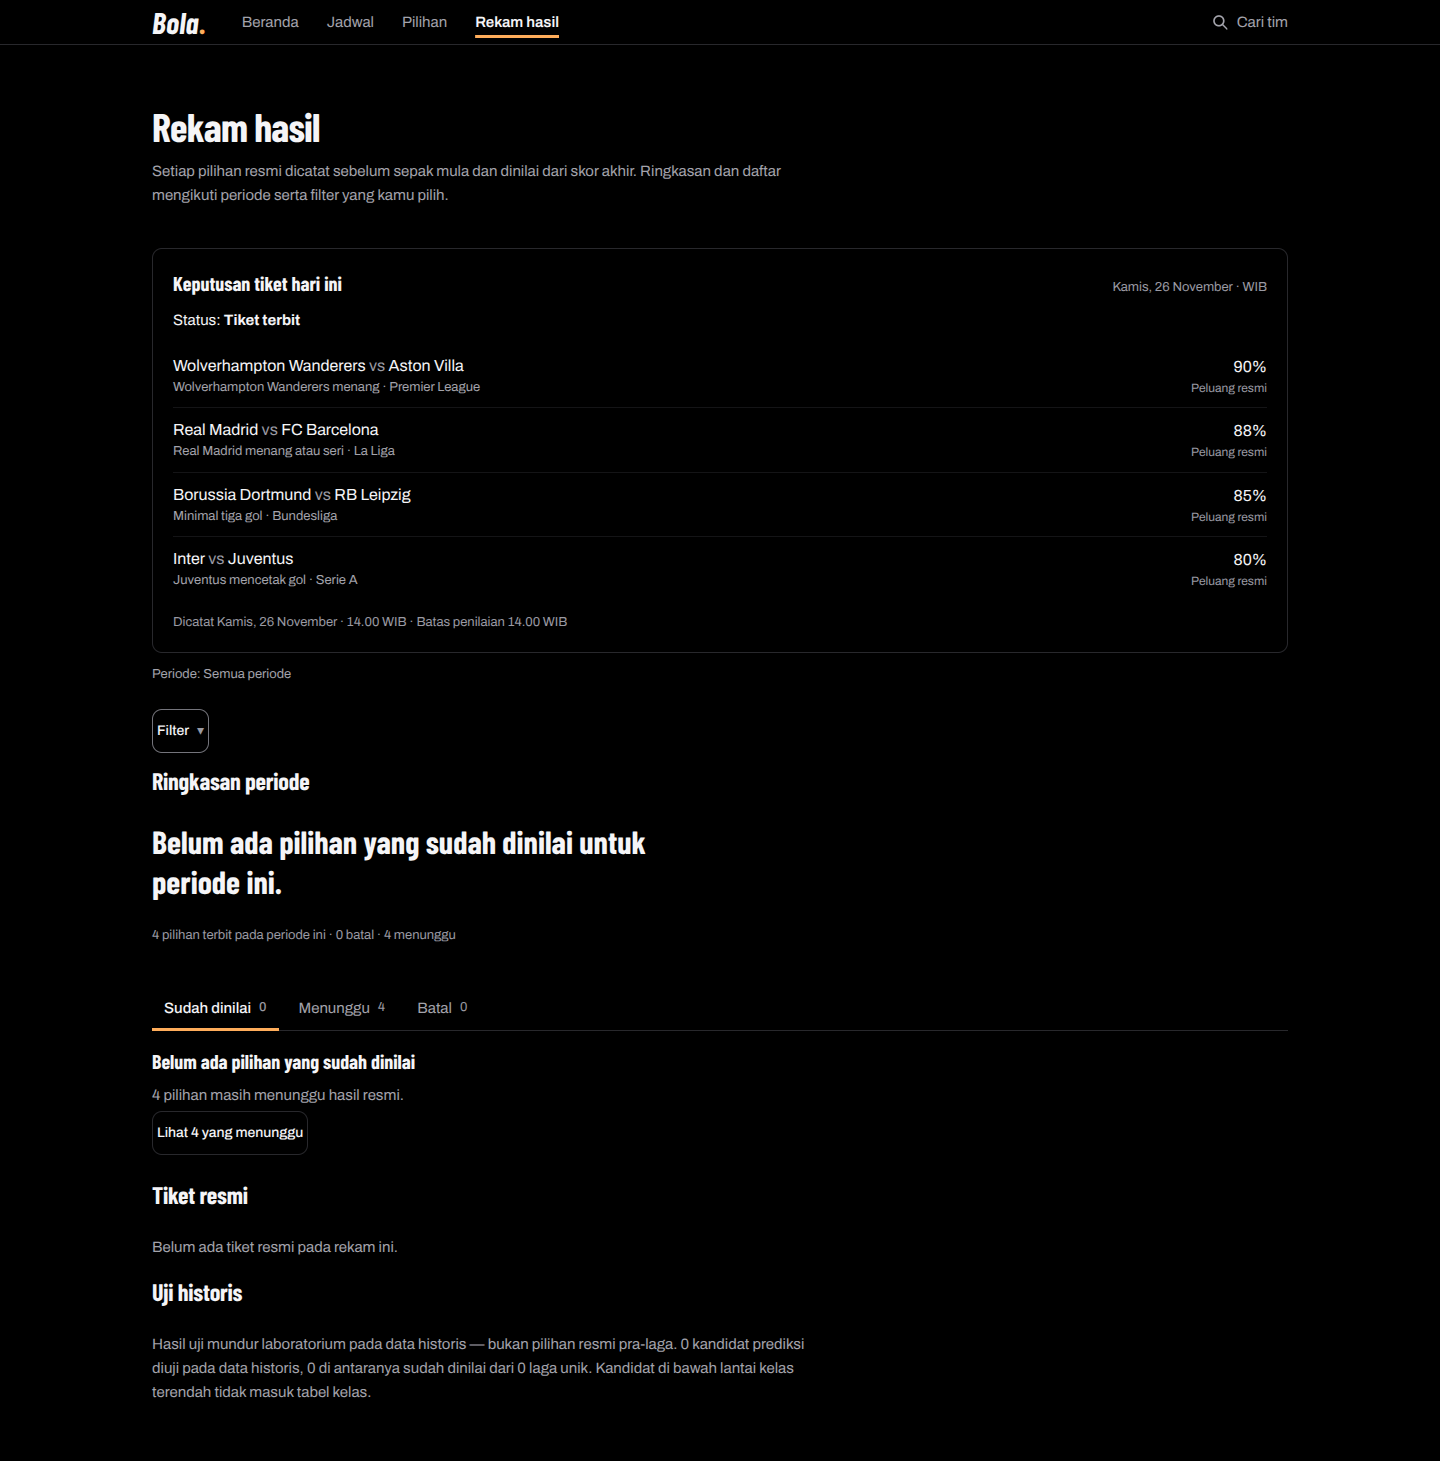 Bola.
Beranda
Jadwal
Pilihan
Rekam hasil
Cari tim
Rekam hasil
Setiap pilihan resmi dicatat sebelum sepak mula dan dinilai dari skor akhir. Ringkasan dan daftar
mengikuti periode serta filter yang kamu pilih.
Keputusan tiket hari ini
Kamis, 26 November · WIB
Status: Tiket terbit
Wolverhampton Wanderers vs Aston Villa
90%
Wolverhampton Wanderers menang · Premier League
Peluang resmi
Real Madrid vs FC Barcelona
88%
Real Madrid menang atau seri · La Liga
Peluang resmi
Borussia Dortmund vs RB Leipzig
85%
Minimal tiga gol · Bundesliga
Peluang resmi
Inter vs Juventus
80%
Juventus mencetak gol · Serie A
Peluang resmi
Dicatat Kamis, 26 November · 14.00 WIB · Batas penilaian 14.00 WIB
Periode: Semua periode
Filter ▾
Ringkasan periode
Belum ada pilihan yang sudah dinilai untuk
periode ini.
4 pilihan terbit pada periode ini · 0 batal · 4 menunggu
Sudah dinilai 0
Menunggu 4
Batal 0
Belum ada pilihan yang sudah dinilai
4 pilihan masih menunggu hasil resmi.
Lihat 4 yang menunggu
Tiket resmi
Belum ada tiket resmi pada rekam ini.
Uji historis
Hasil uji mundur laboratorium pada data historis — bukan pilihan resmi pra-laga. 0 kandidat prediksi
diuji pada data historis, 0 di antaranya sudah dinilai dari 0 laga unik. Kandidat di bawah lantai kelas
terendah tidak masuk tabel kelas.